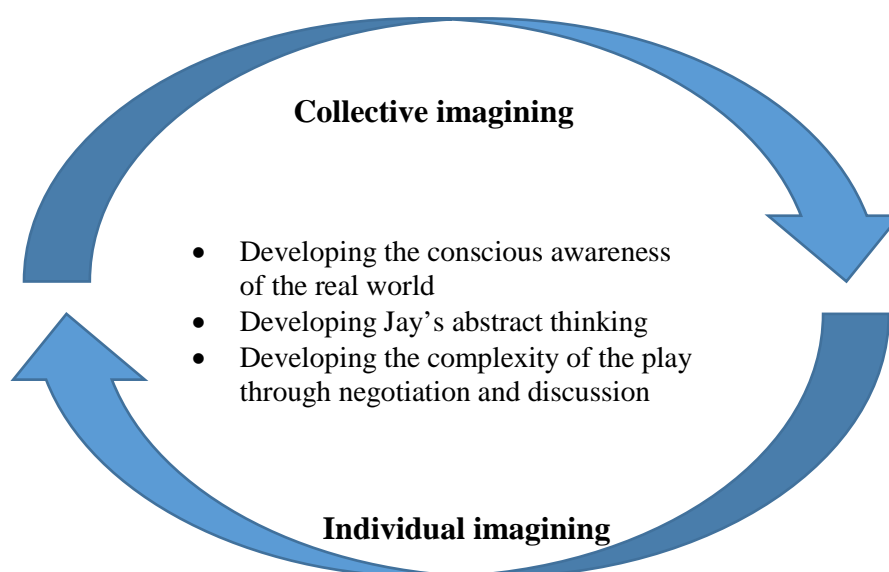 Collective imagining
• Developing the conscious awareness
of the real world
• Developing Jay’s abstract thinking
• Developing the complexity of the play
through negotiation and discussion
Individual imagining